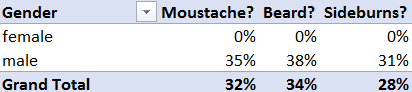 Gender Moustache? Beard? Sideburns?
female 0% 0% 0%
male 35% 38% 31%
Grand Total 32% 34% 28%